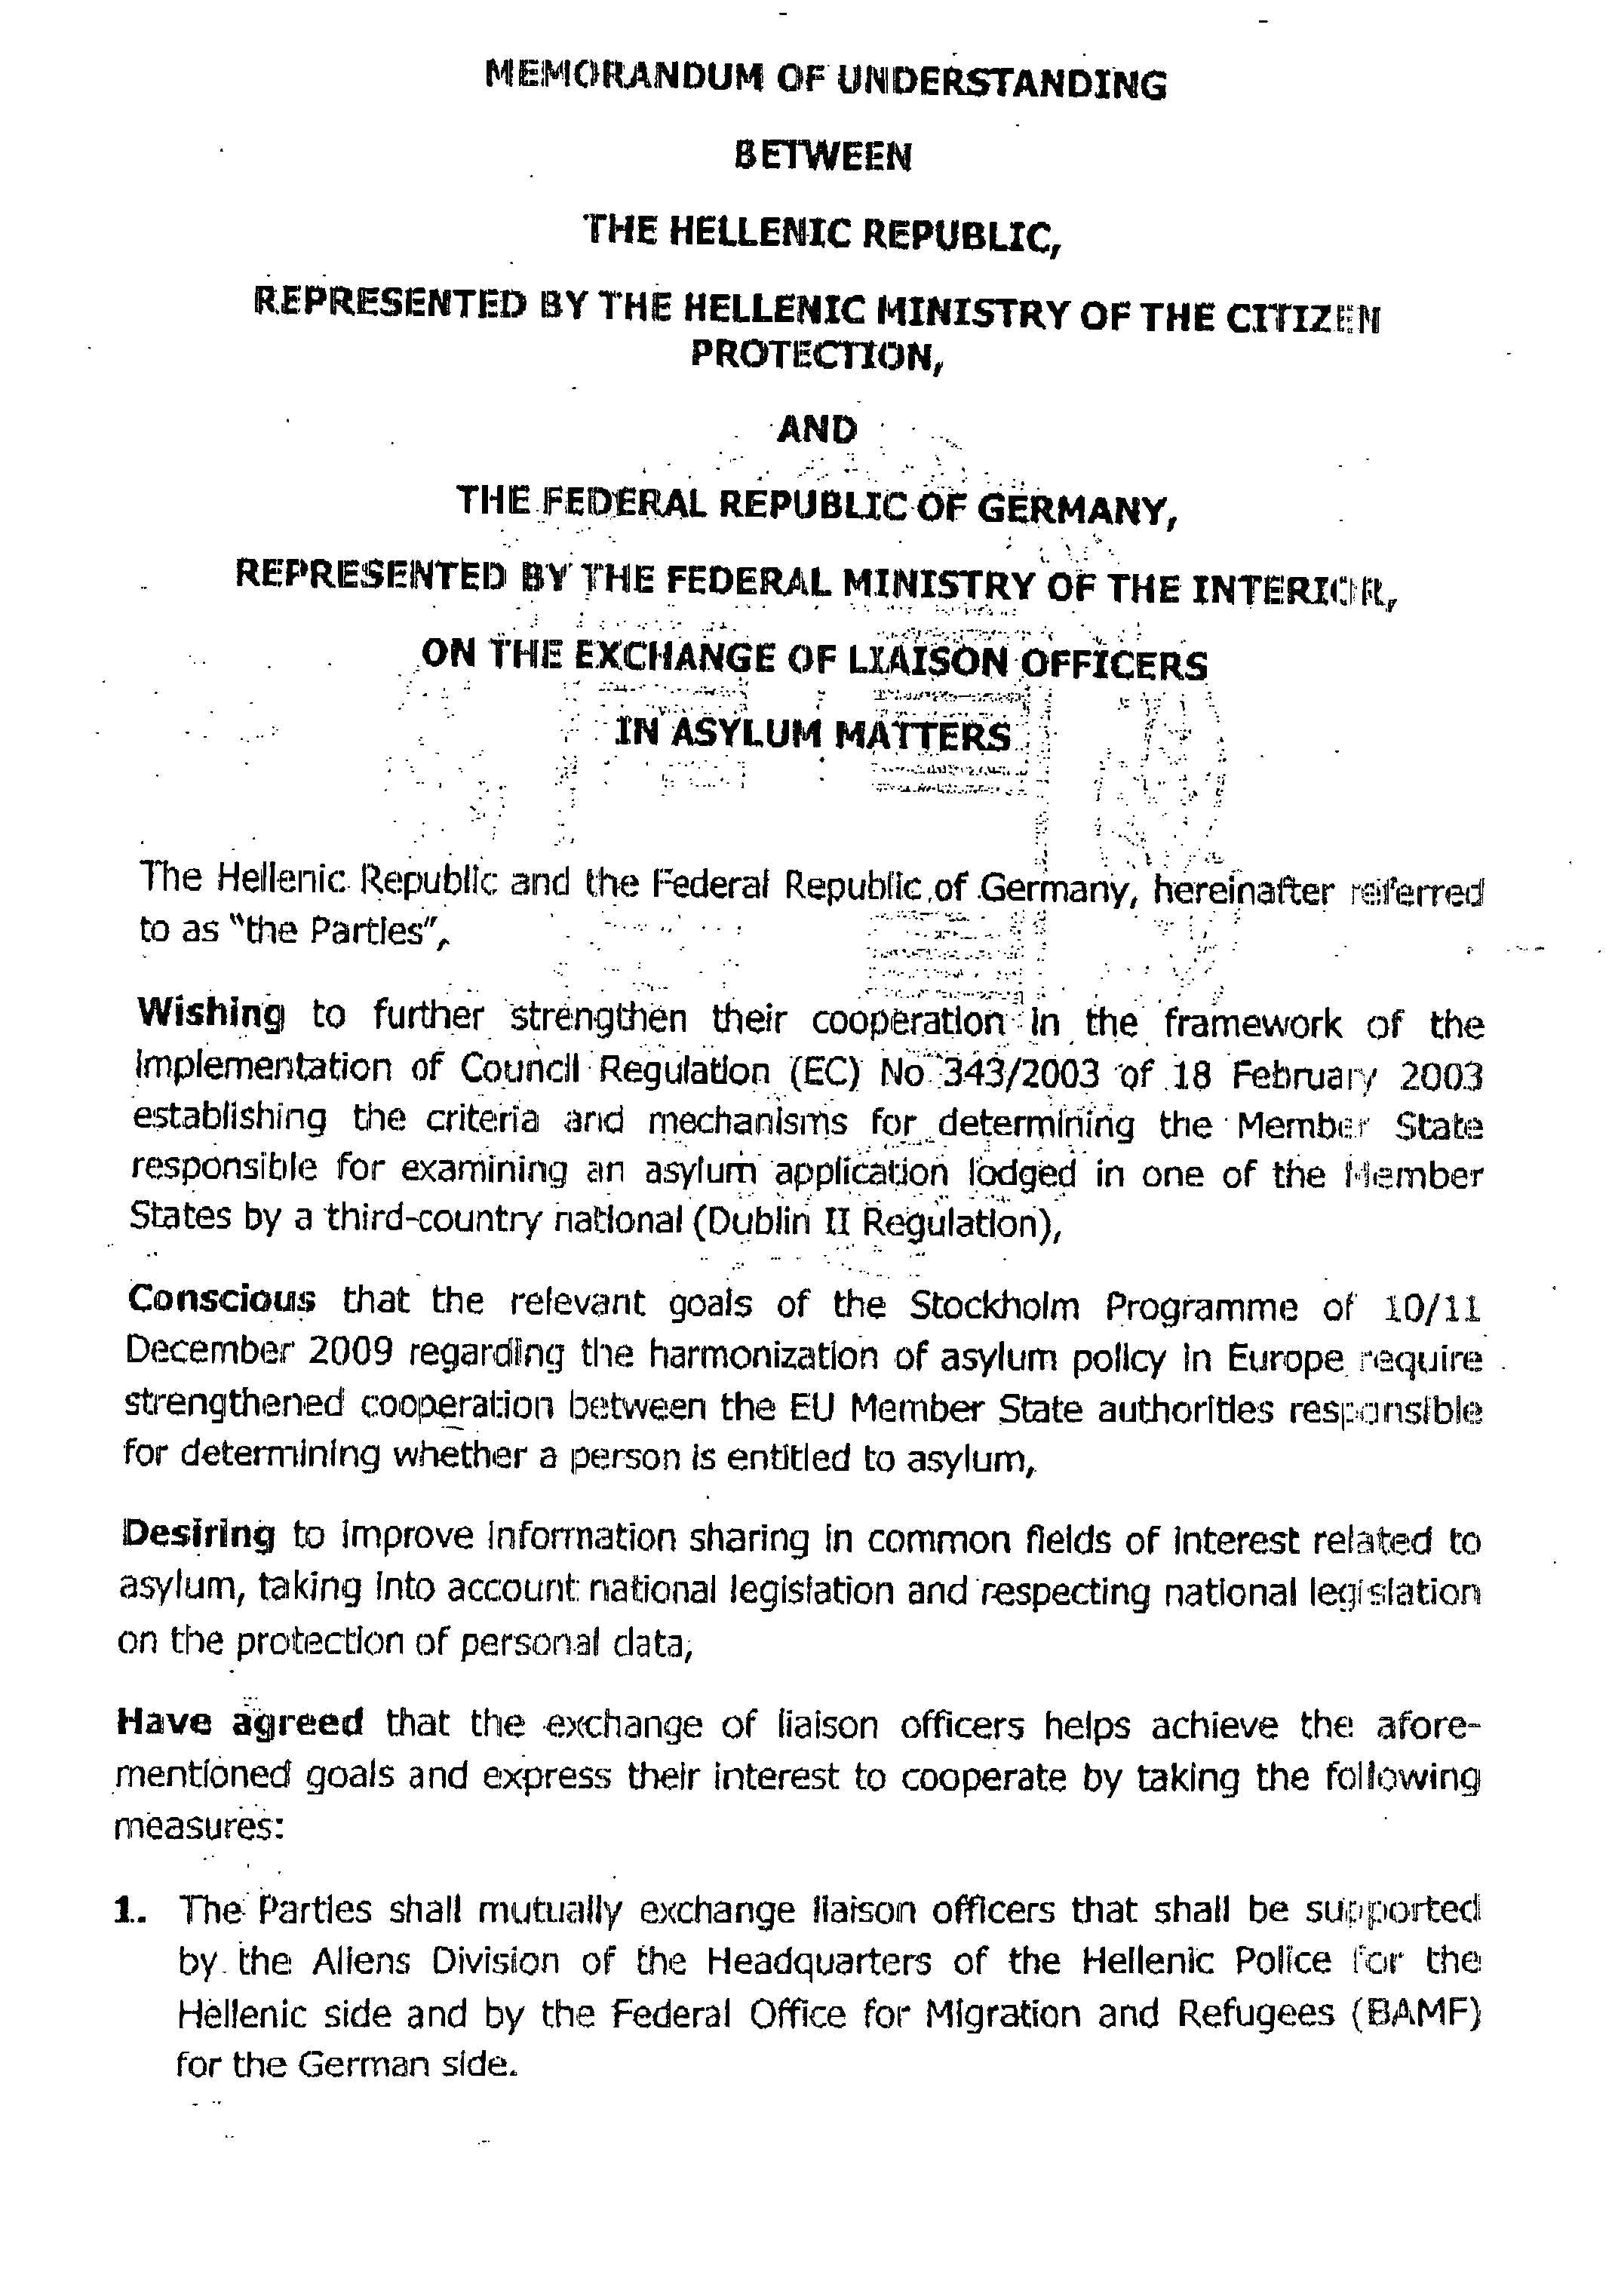 MEMORANDUM OF UNDERSTANDING
BETWEEN
THE HELLENIC REPUBLIC,
REPRESENTED BY THE HELLENIC MINISTRY OF THE CITIZEN
PROTECTION,
AND
THE FEDERAL REPUBLIC OF GERMANY,
REPRESENTED BY THE FEDERAL MINISTRY OF THE INTERIOR,
ON THE EXCHANGE OF LIAISON OFFICERS
IN ASYLUM MATTERS
The Hellenic Republic and the Federal Republic of Germany, hereinafter referred
to as "the Parties",
Wishing to further strengthen their cooperation in the framework of the
implementation of Council Regulation (EC) No 343/2003 of 18 February 2003
establishing the criteria and mechanisms for determining the Member State
responsible for examining an asylum application lodged in one of the Member
States by a third-country national (Dublin II Regulation),
Conscious that the relevant goals of the Stockholm Programme of 10/11
December 2009 regarding the harmonization of asylum policy in Europe require
strengthened cooperation between the EU Member State authorities responsible
for determining whether a person is entitled to asylum,
Desiring to improve information sharing in common fields of interest related to
asylum, taking into account national legislation and respecting national legislation
on the protection of personal data,
Have agreed that the exchange of liaison officers helps achieve the afore-
mentioned goals and express their interest to cooperate by taking the following
measures:
1. The Parties shall mutually exchange liaison officers that shall be supported
by the Aliens Division of the Headquarters of the Hellenic Police for the
Hellenic side and by the Federal Office for Migration and Refugees (BAMF)
for the German side.